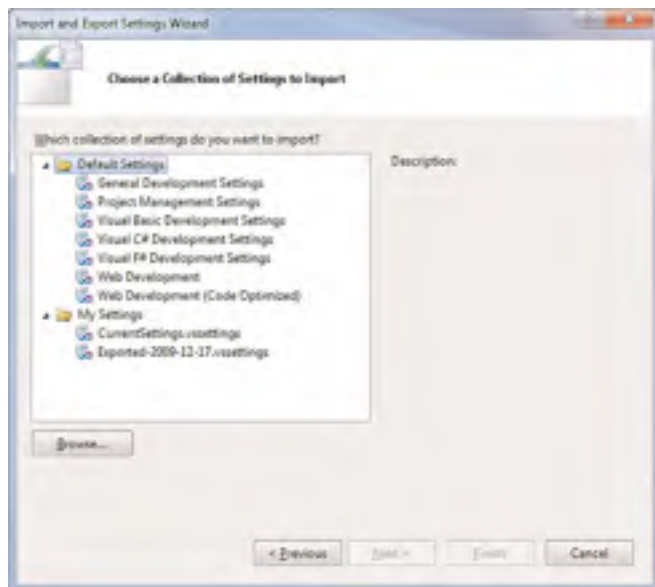 Import and Export Settings Wizard
Choose a Collection of Settings to Import
Which collection of settings do you want to import?
Default Settings
General Development Settings
Project Management Settings
Visual Basic Development Settings
Visual C# Development Settings
Visual F# Development Settings
Web Development
Web Development (Code Optimized)
My Settings
CurrentSettings.vssettings
Exported-2009-12-17.vssettings
Description:
Browse...
< Previous
Next >
Finish
Cancel